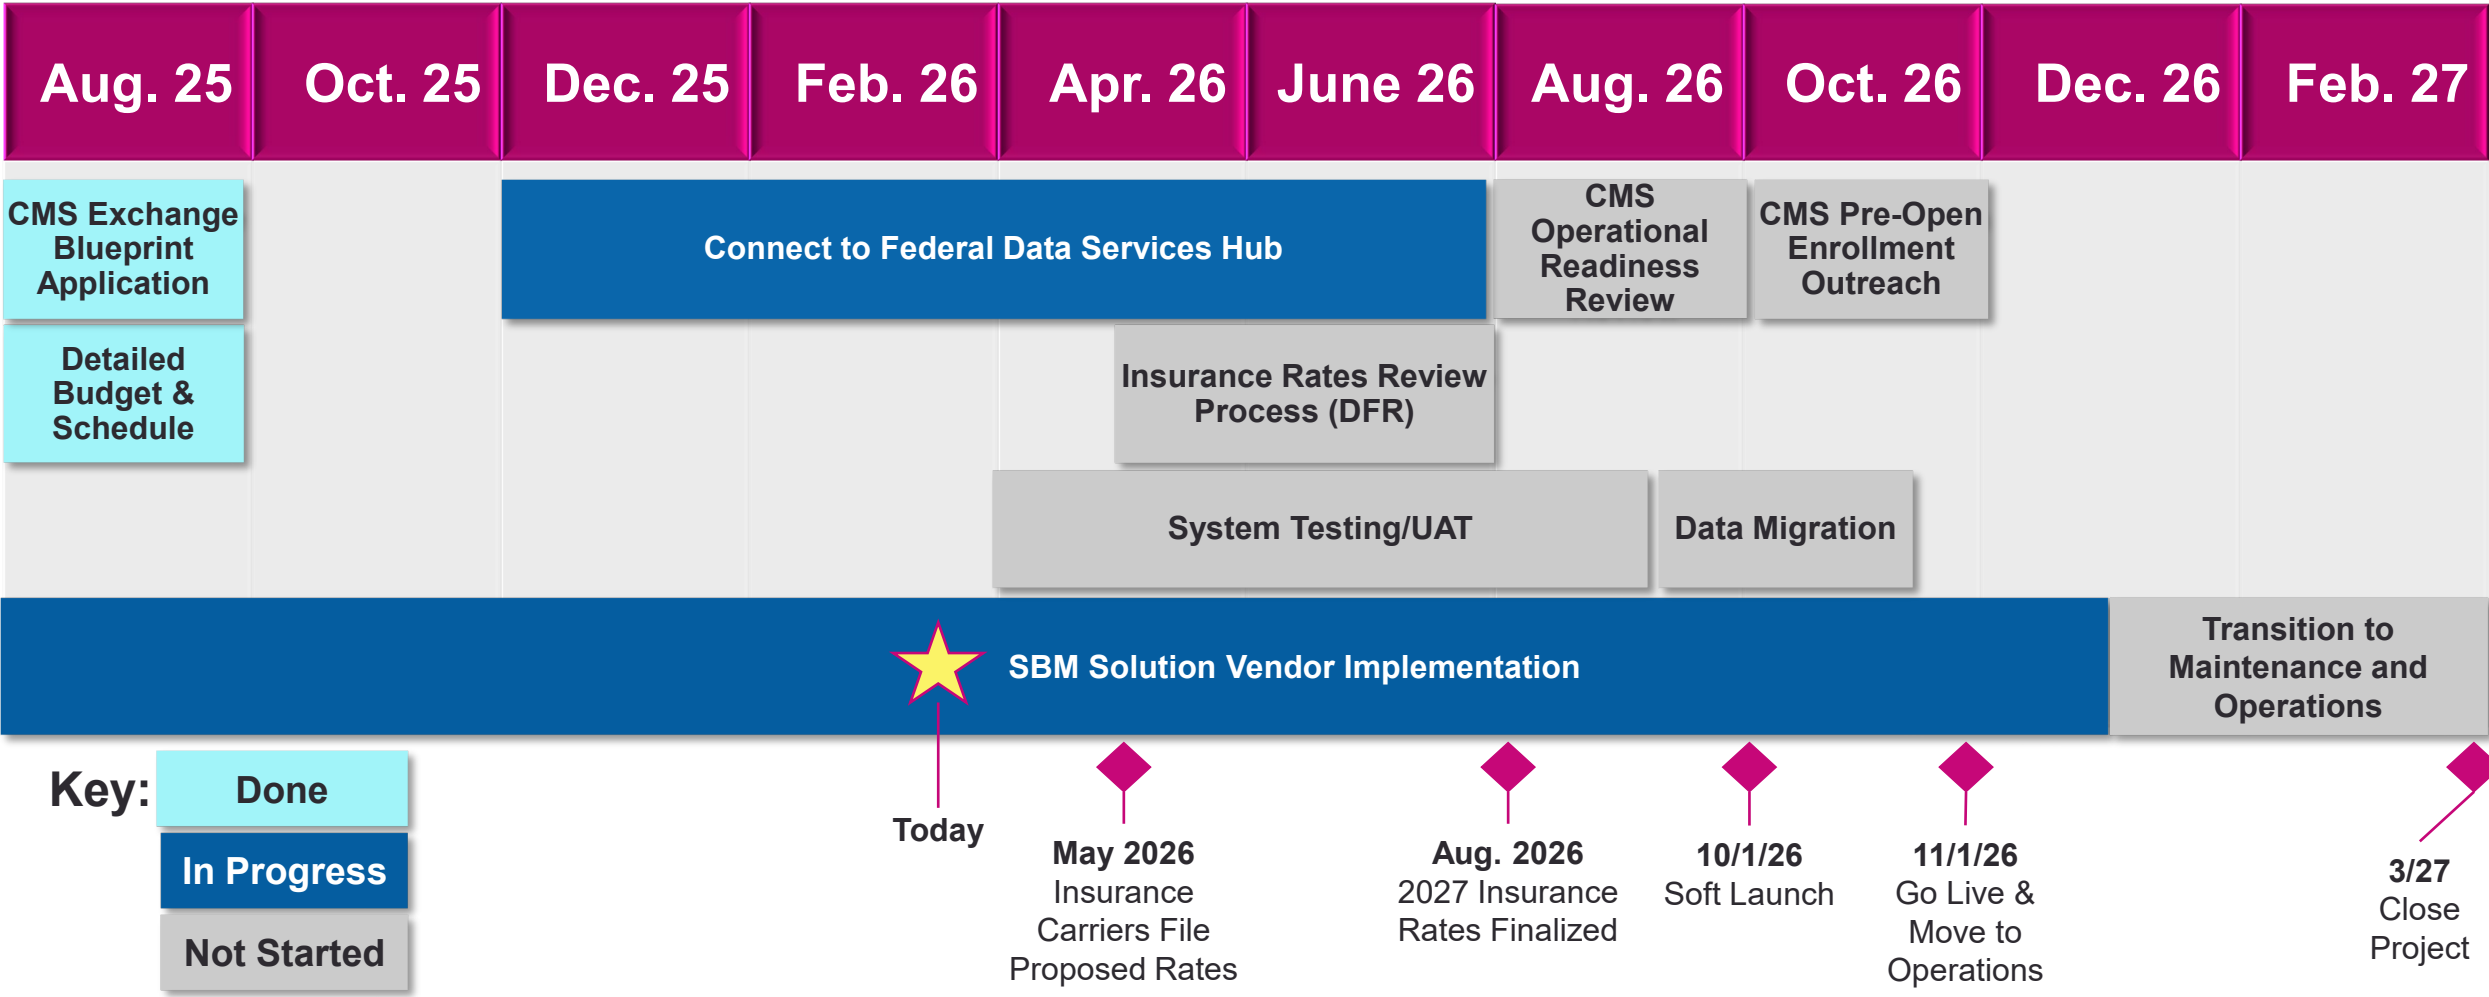 Aug. 25
Oct. 25
Dec. 25
Feb. 26
Apr. 26
June 26
Aug. 26
Oct. 26
Dec. 26
Feb. 27
CMS Exchange
Blueprint
Application
Connect to Federal Data Services Hub
CMS
Operational
Readiness
Review
CMS Pre-Open
Enrollment
Outreach
Detailed
Budget &
Schedule
Insurance Rates Review
Process (DFR)
System Testing/UAT
Data Migration
SBM Solution Vendor Implementation
Transition to
Maintenance and
Operations
Key:
Done
In Progress
Not Started
Today
May 2026
Insurance
Carriers File
Proposed Rates
Aug. 2026
2027 Insurance
Rates Finalized
10/1/26
Soft Launch
11/1/26
Go Live &
Move to
Operations
3/27
Close
Project